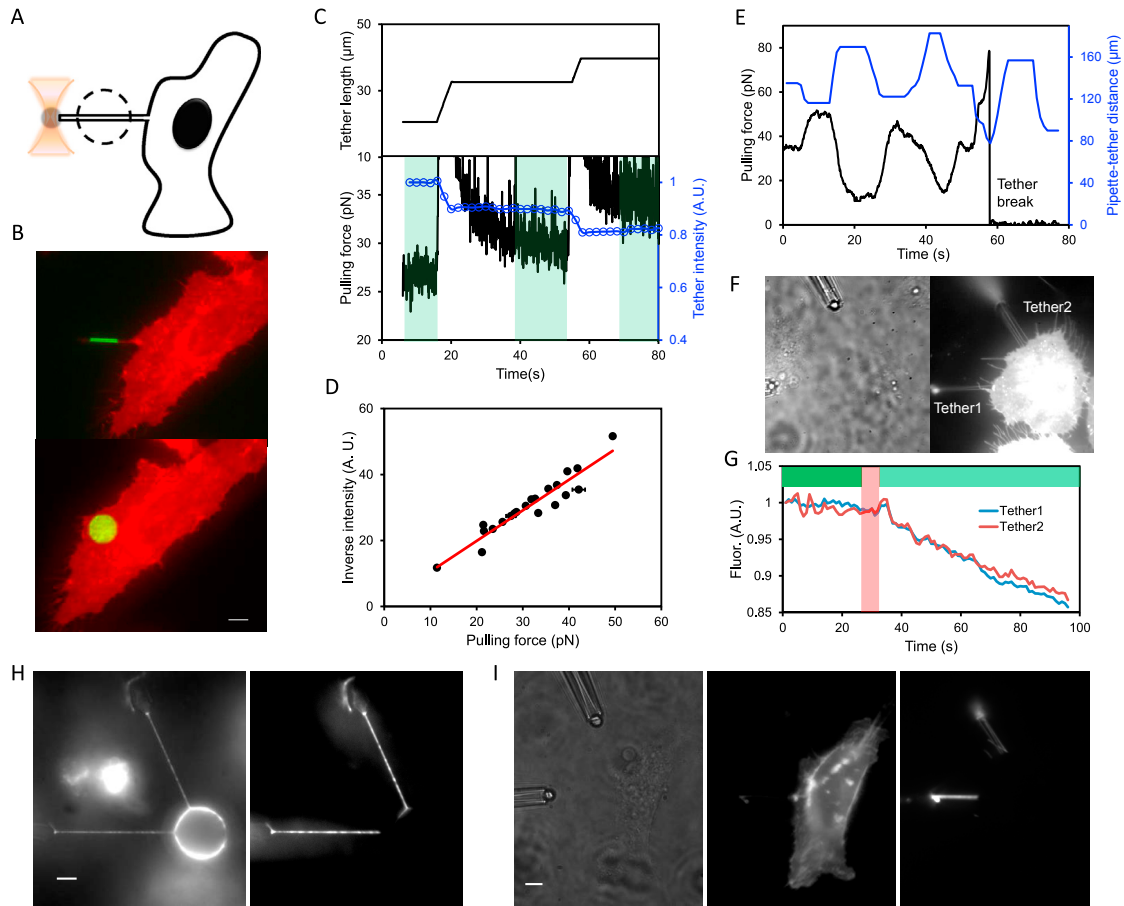 A
B
C
50
30
10
Tether length (µm)
35
30
25
20
Pulling force (pN)
1
0.8
0.6
0.4
Tether intensity (A.U.)
0
20
40
60
80
Time(s)
D
60
40
20
0
Inverse intensity (A. U.)
0
10
20
30
40
50
60
Pulling force (pN)
E
80
60
40
20
0
Pulling force (pN)
160
120
80
40
0
Pipette-tether distance (µm)
Tether
break
0
20
40
60
80
Time (s)
F
Tether2
Tether1
G
1.05
1
0.95
0.9
0.85
Fluor. (A.U.)
Tether1
Tether2
0
20
40
60
80
100
Time (s)
H
I